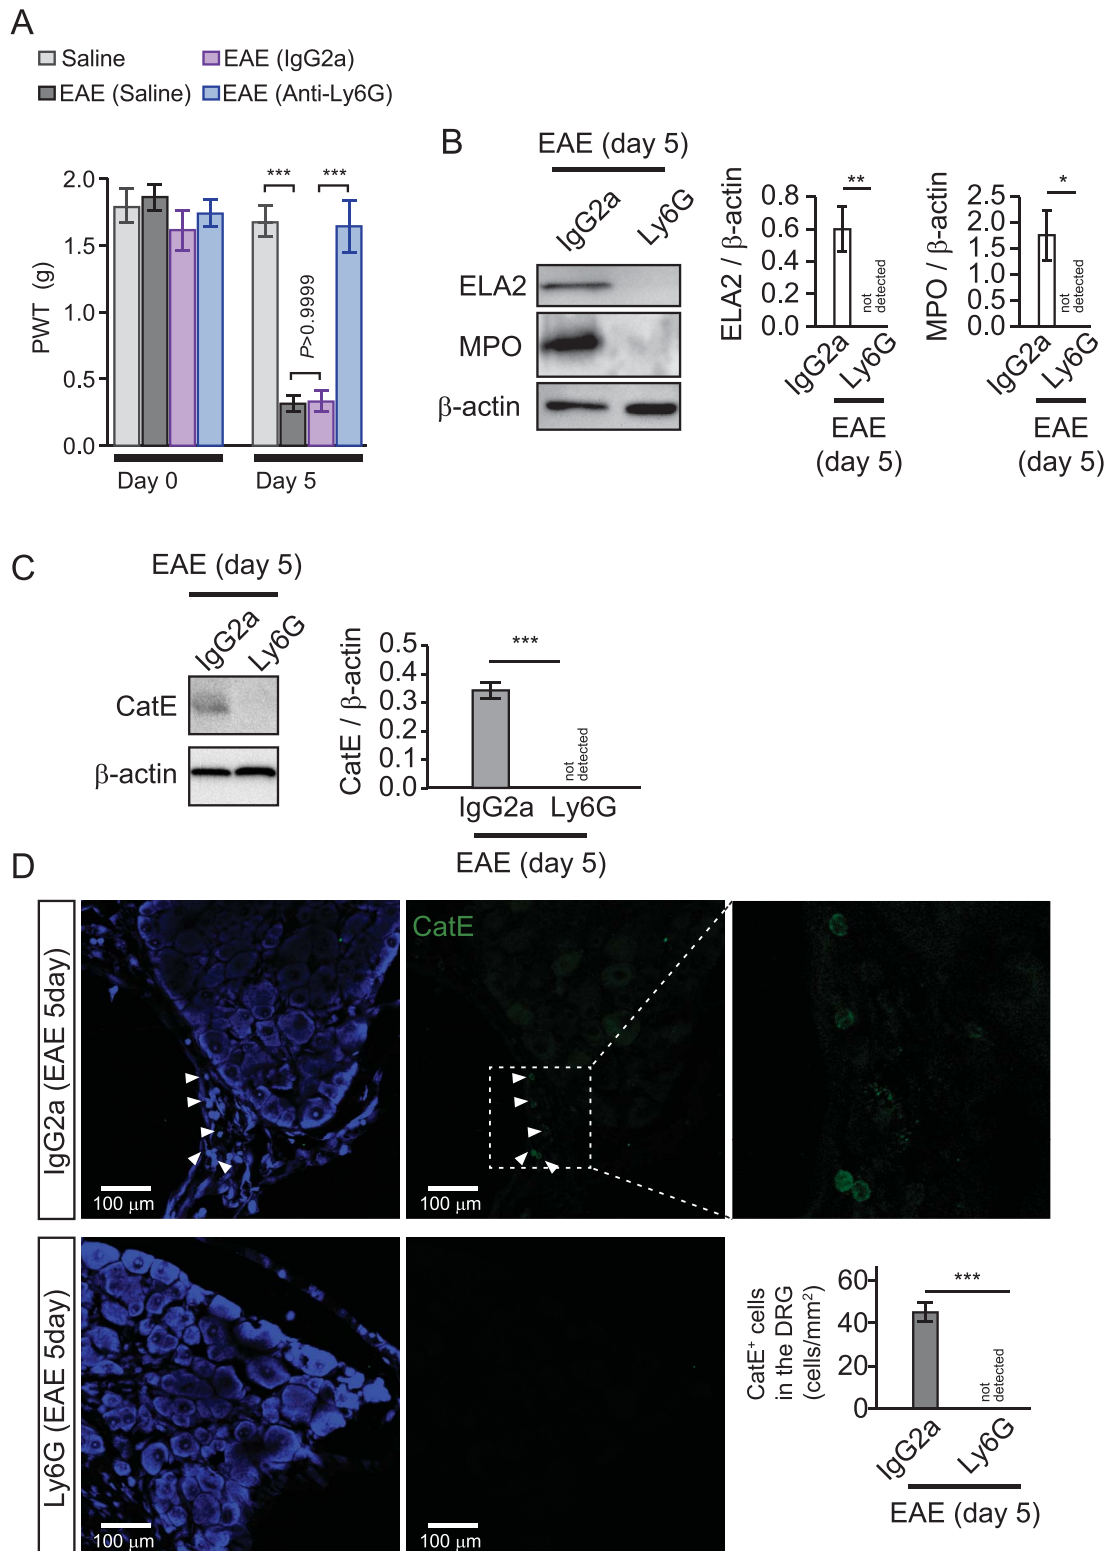 A
Saline
EAE (IgG2a)
EAE (Saline)
EAE (Anti-Ly6G)
PWT (g)
2.0
1.5
1.0
0.5
0.0
***
***
P>0.9999
Day 0
Day 5
B
EAE (day 5)
IgG2a
Ly6G
ELA2
MPO
β-actin
ELA2 / β-actin
0.8
0.6
0.4
0.2
0.0
**
not
detected
IgG2a
Ly6G
EAE
(day 5)
MPO / β-actin
2.5
2.0
1.5
1.0
0.5
0.0
*
not
detected
IgG2a
Ly6G
EAE
(day 5)
C
EAE (day 5)
IgG2a
Ly6G
CatE
β-actin
CatE / β-actin
0.5
0.4
0.3
0.2
0.1
0.0
***
not
detected
IgG2a
Ly6G
EAE (day 5)
D
IgG2a (EAE 5day)
100 μm
CatE
100 μm
Ly6G (EAE 5day)
100 μm
100 μm
CatE⁺ cells
in the DRG
(cells/mm²)
60
40
20
0
***
not
detected
IgG2a
Ly6G
EAE (day 5)